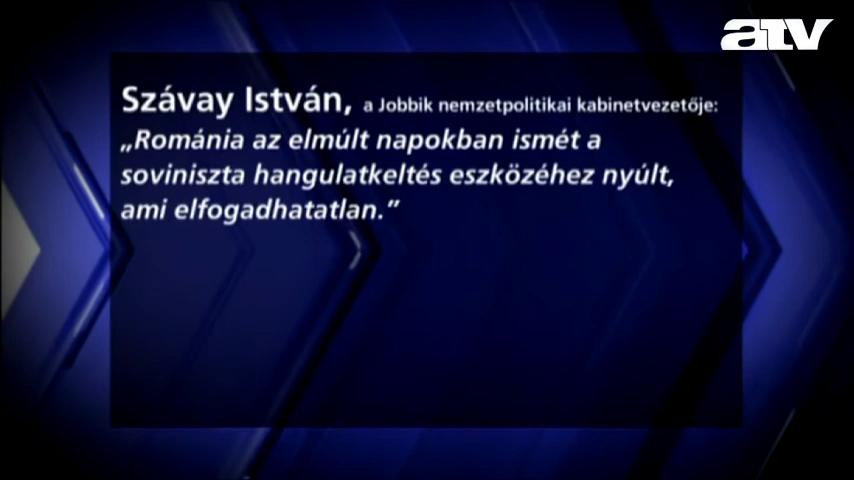 atv
Szávay István, a Jobbik nemzetpolitikai kabinetvezetője:
„Románia az elmúlt napokban ismét a
soviniszta hangulatkeltés eszközéhez nyúlt,
ami elfogadhatatlan.”